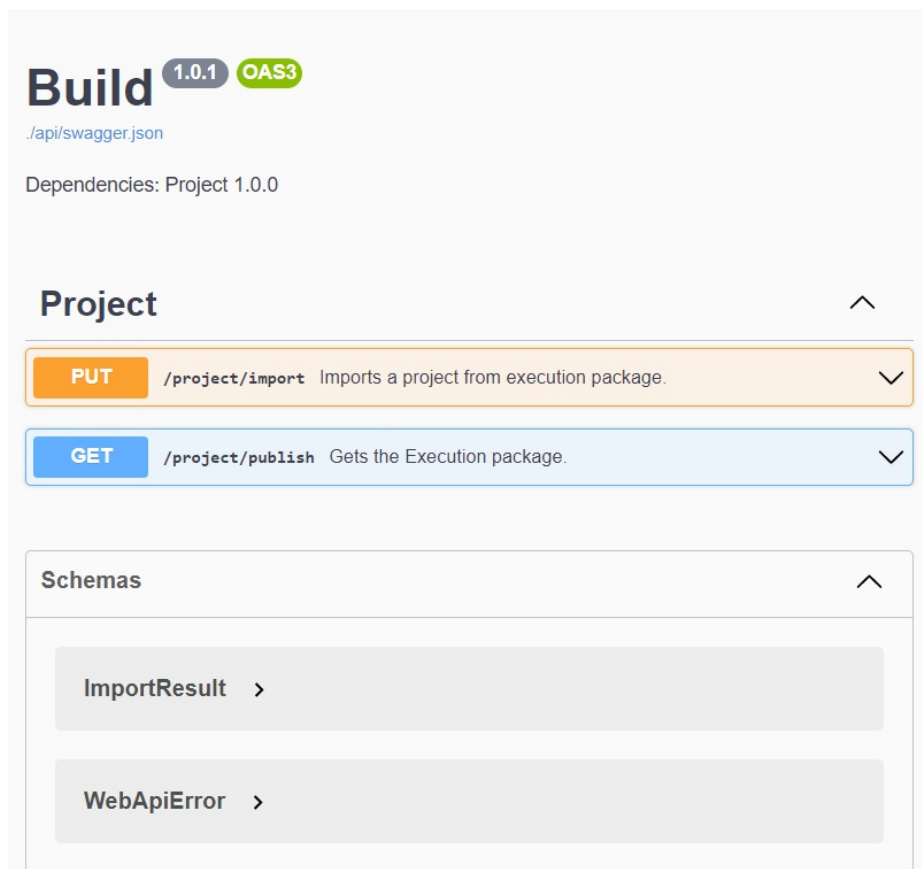 Build 1.0.1 OAS3
./api/swagger.json
Dependencies: Project 1.0.0
Project
PUT /project/import Imports a project from execution package.
GET /project/publish Gets the Execution package.
Schemas
ImportResult
WebApiError